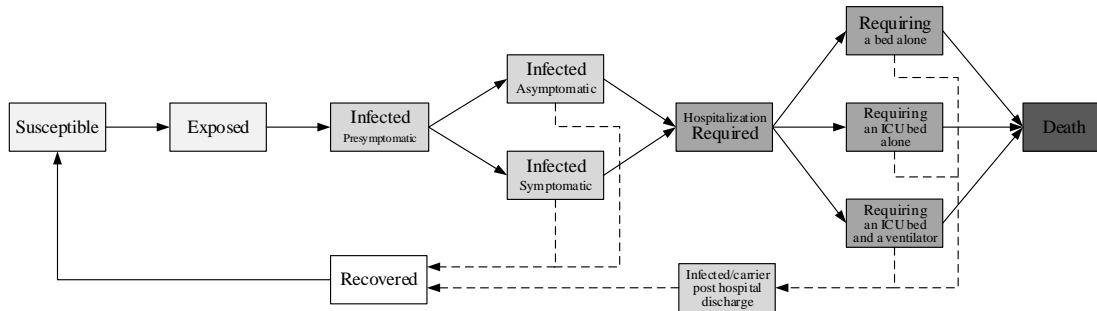 Susceptible
Exposed
Infected
Presymptomatic
Infected
Asymptomatic
Infected
Symptomatic
Hospitalization
Required
Requiring
a bed alone
Requiring
an ICU bed
alone
Requiring
an ICU bed
and a ventilator
Death
Recovered
Infected/carrier
post hospital
discharge